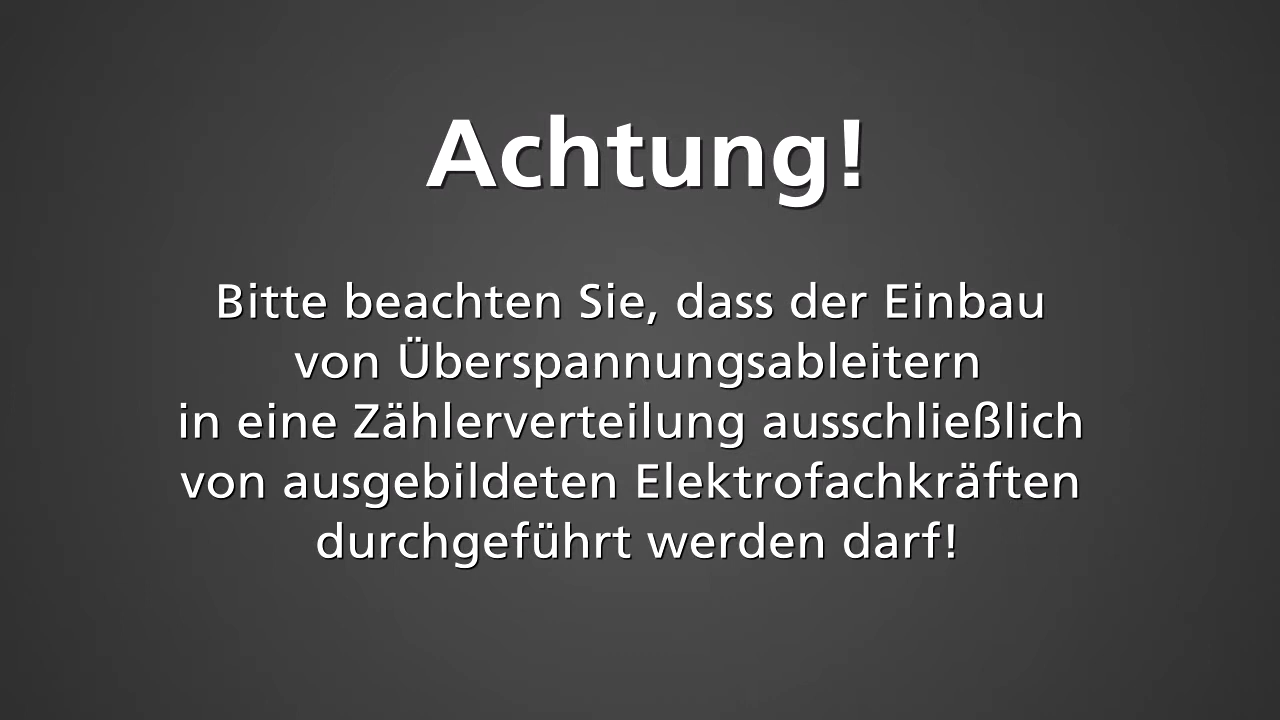 Achtung!
Bitte beachten Sie, dass der Einbau
von Überspannungsableitern
in eine Zählerverteilung ausschließlich
von ausgebildeten Elektrofachkräften
durchgeführt werden darf!